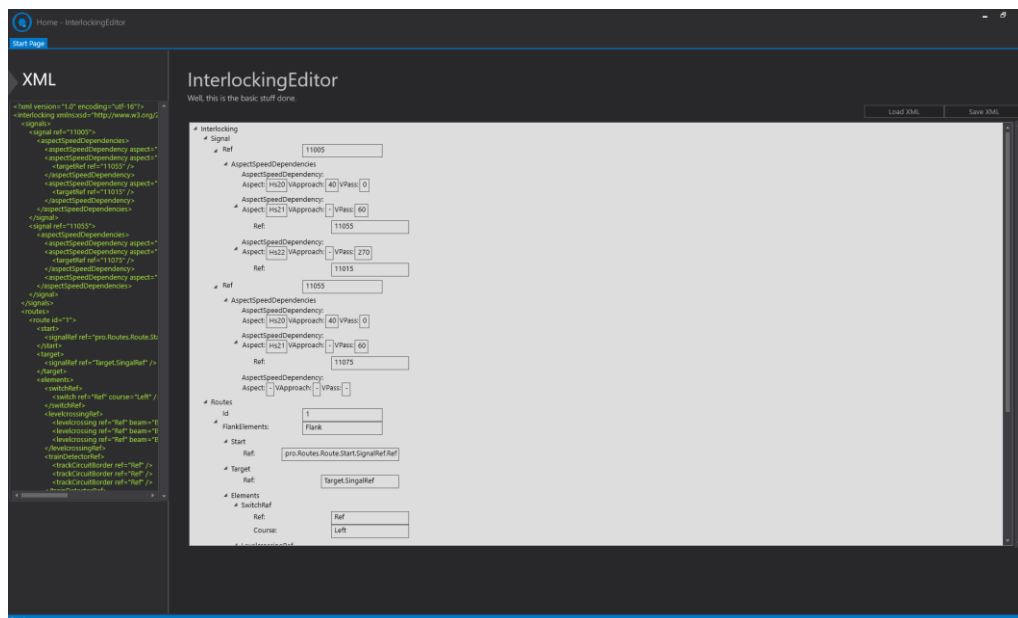 Home - InterlockingEditor
Start Page
XML
<?xml version="1.0" encoding="utf-16"?>
<interlocking xmlns:xsd="http://www.w3.org/2
<signals>
<signal ref="11005">
<aspectSpeedDependencies>
<aspectSpeedDependency aspect="
<aspectSpeedDependency aspect="
<targetRef ref="11055" />
</aspectSpeedDependency>
<aspectSpeedDependency aspect="
<targetRef ref="11015" />
</aspectSpeedDependency>
</aspectSpeedDependencies>
</signal>
<signal ref="11055">
<aspectSpeedDependencies>
<aspectSpeedDependency aspect="
<aspectSpeedDependency aspect="
<targetRef ref="11075" />
</aspectSpeedDependency>
<aspectSpeedDependency aspect="
</aspectSpeedDependencies>
</signal>
</signals>
<routes>
<route id="1">
<start>
<signalRef ref="pro.Routes.Route.Sta
</start>
<target>
<signalRef ref="Target.SingalRef" />
</target>
<elements>
<switchRef>
<switch ref="Ref" course="Left" /
</switchRef>
<levelcrossingRef>
<levelcrossing ref="Ref" beam="B
<levelcrossing ref="Ref" beam="B
<levelcrossing ref="Ref" beam="B
</levelcrossingRef>
<trainDetectorRef>
<trackCircuitBorder ref="Ref" />
<trackCircuitBorder ref="Ref" />
<trackCircuitBorder ref="Ref" />
InterlockingEditor
Well, this is the basic stuff done.
Load XML Save XML
Interlocking
Signal
Ref 11005
AspectSpeedDependencies
AspectSpeedDependency:
Aspect: Hs20 VApproach: 40 VPass: 0
AspectSpeedDependency:
Aspect: Hs21 VApproach: - VPass: 60
Ref: 11055
AspectSpeedDependency:
Aspect: Hs22 VApproach: - VPass: 270
Ref: 11015
Ref 11055
AspectSpeedDependencies
AspectSpeedDependency:
Aspect: Hs20 VApproach: 40 VPass: 0
AspectSpeedDependency:
Aspect: Hs21 VApproach: - VPass: 60
Ref: 11075
AspectSpeedDependency:
Aspect: - VApproach: - VPass: -
Routes
Id 1
FlankElements: Flank
Start
Ref: pro.Routes.Route.Start.SignalRef.Ref
Target
Ref: Target.SingalRef
Elements
SwitchRef
Ref: Ref
Course: Left